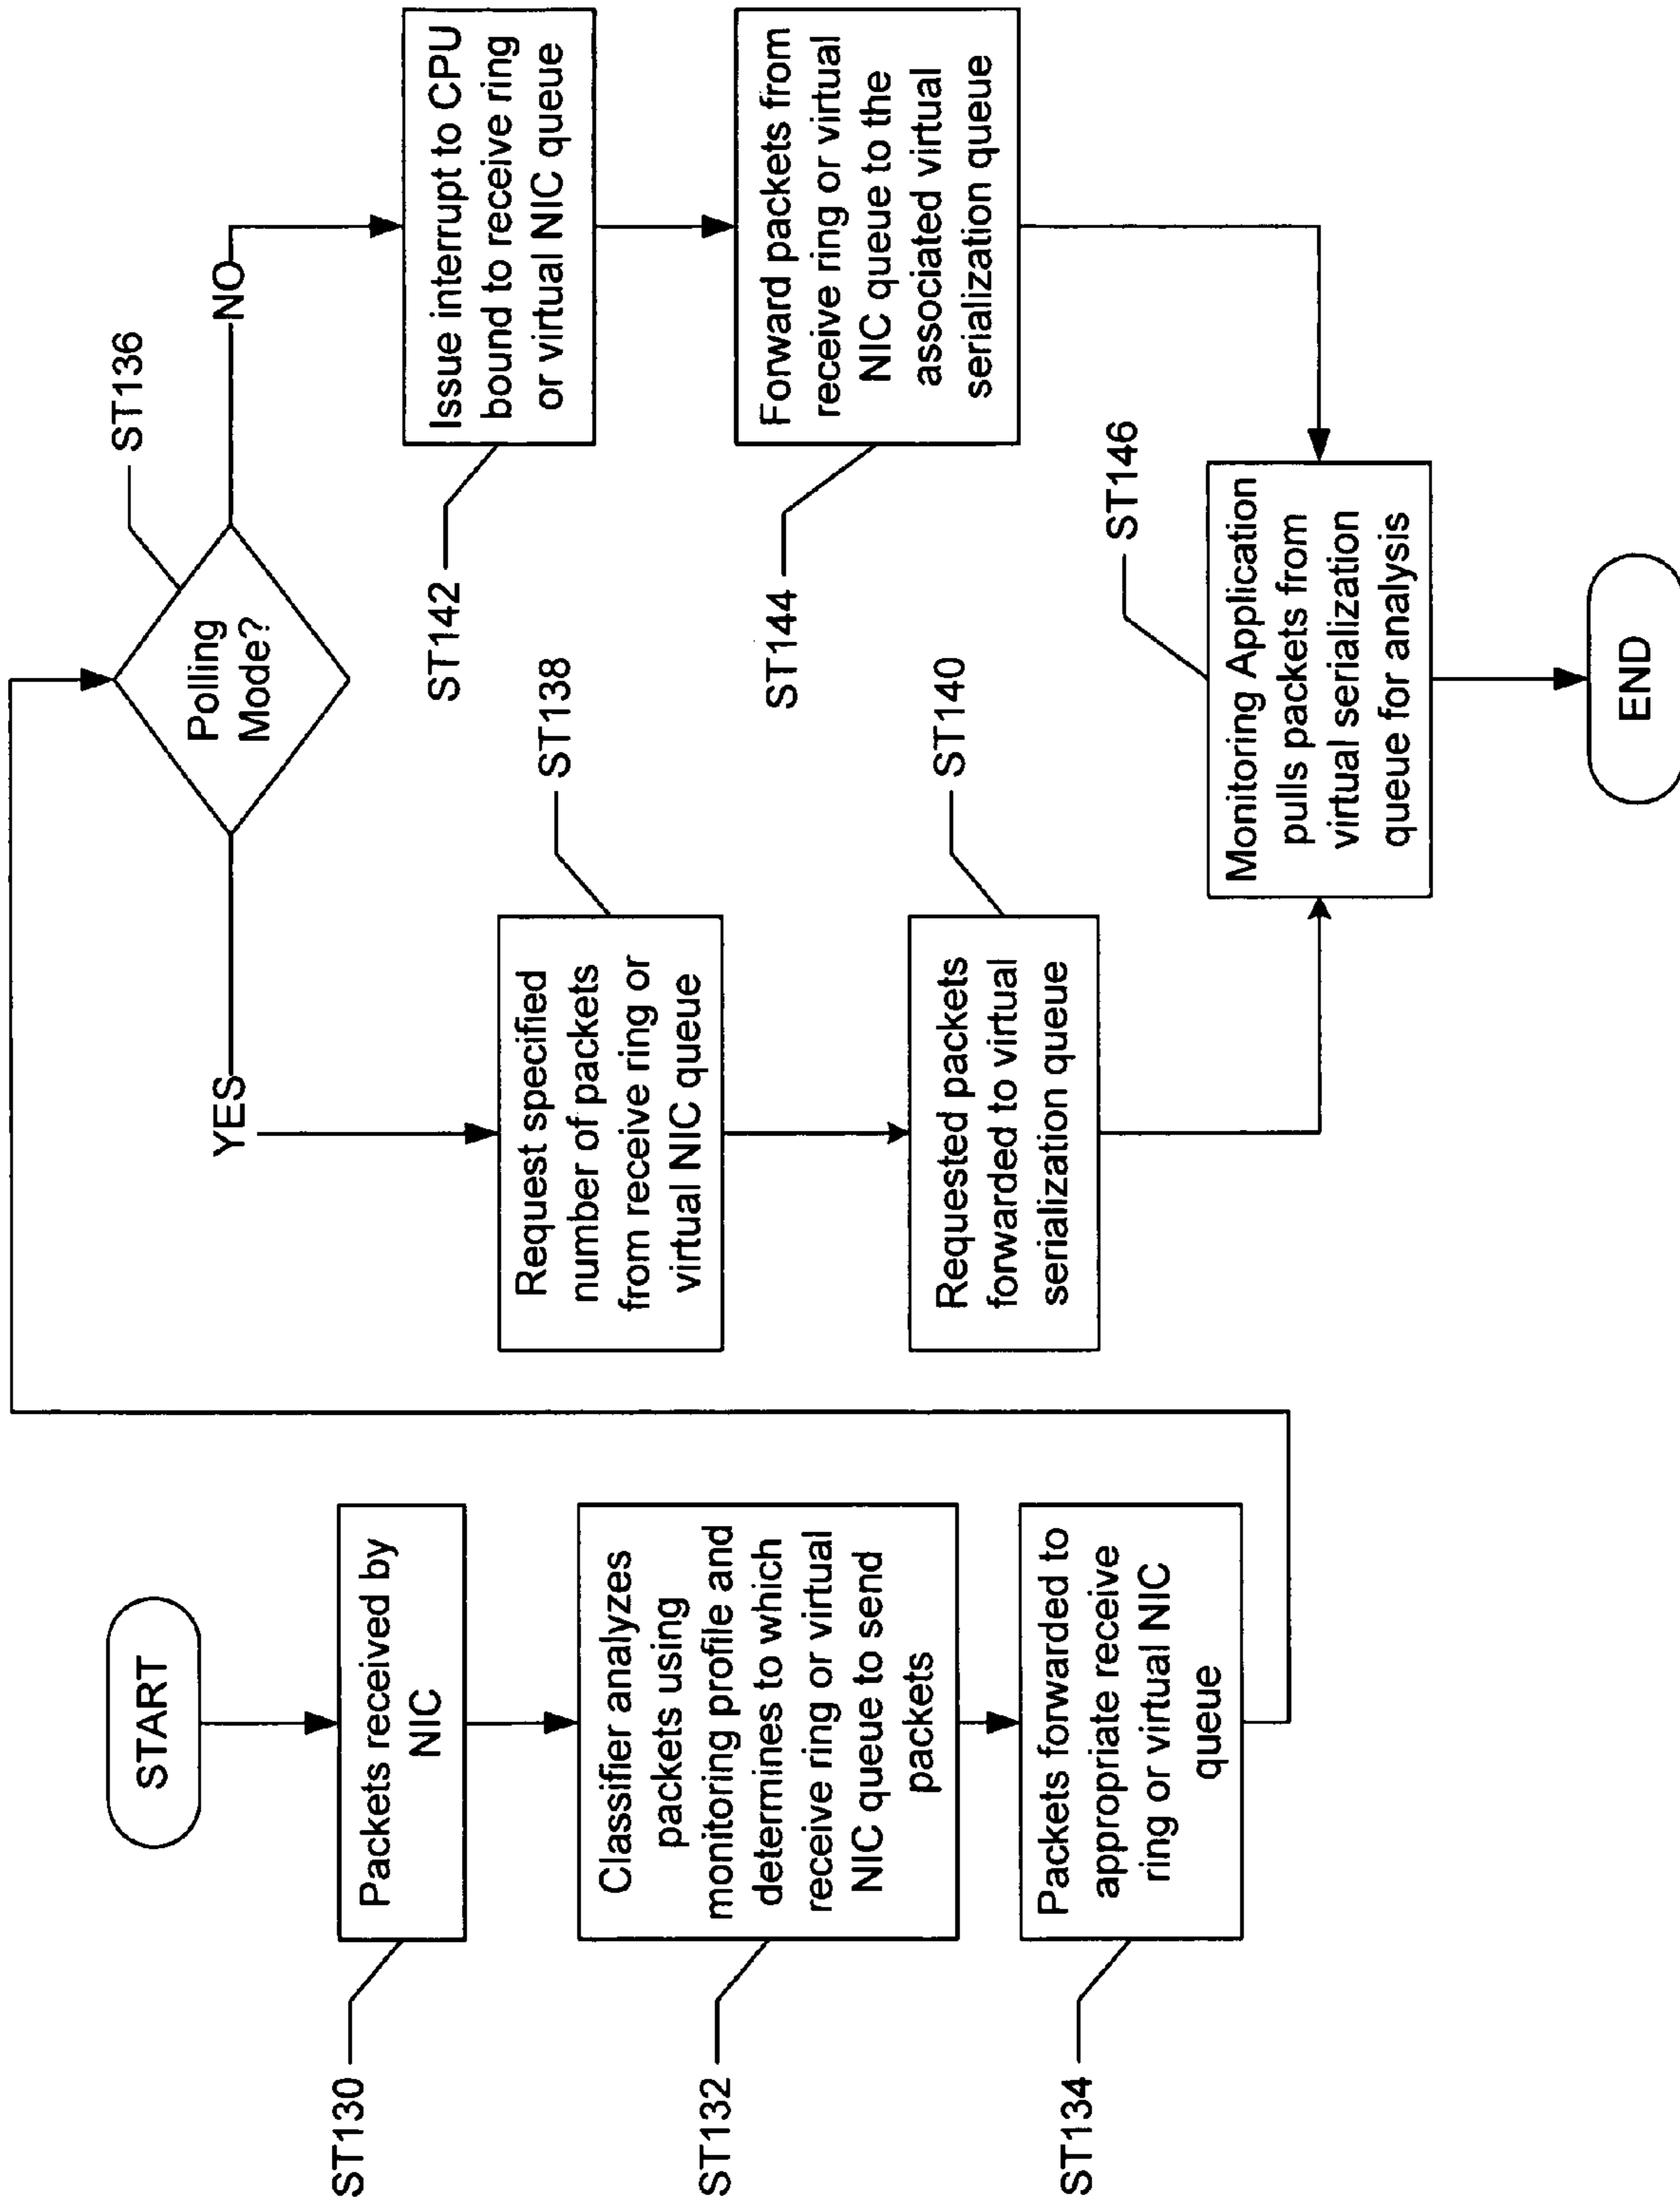 START
ST130
Packets received by
NIC
ST132
Classifier analyzes
packets using
monitoring profile and
determines to which
receive ring or virtual
NIC queue to send
packets
ST134
Packets forwarded to
appropriate receive
ring or virtual NIC
queue
Polling
Mode?
ST136
YES
NO
Request specified
number of packets
from receive ring or
virtual NIC queue
ST138
Requested packets
forwarded to virtual
serialization queue
ST140
ST142
Issue interrupt to CPU
bound to receive ring
or virtual NIC queue
ST144
Forward packets from
receive ring or virtual
NIC queue to the
associated virtual
serialization queue
ST146
Monitoring Application
pulls packets from
virtual serialization
queue for analysis
END